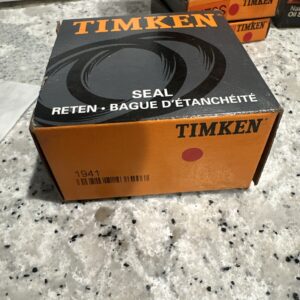 TIMKEN
SEAL
RETEN • BAGUE D'ÉTANCHÉITÉ
TIMKEN
1941